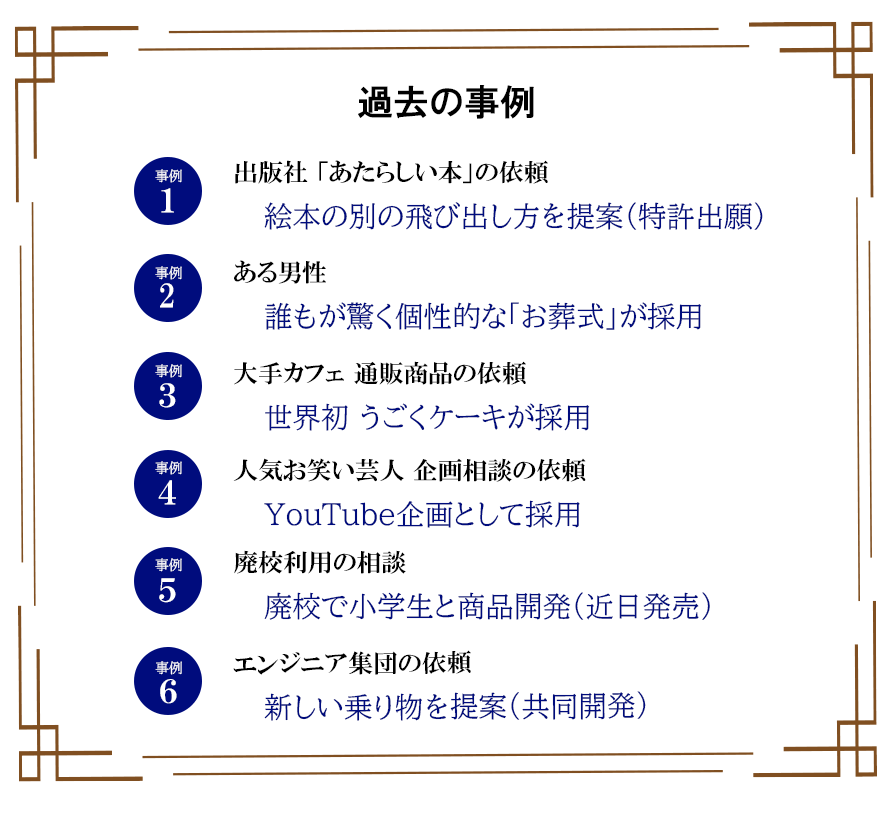 過去の事例
事例
1
出版社 「あたらしい本」の依頼
絵本の別の飛び出し方を提案（特許出願）
事例
2
ある男性
誰もが驚く個性的な「お葬式」が採用
事例
3
大手カフェ 通販商品の依頼
世界初 うごくケーキが採用
事例
4
人気お笑い芸人 企画相談の依頼
YouTube企画として採用
事例
5
廃校利用の相談
廃校で小学生と商品開発（近日発売）
事例
6
エンジニア集団の依頼
新しい乗り物を提案（共同開発）